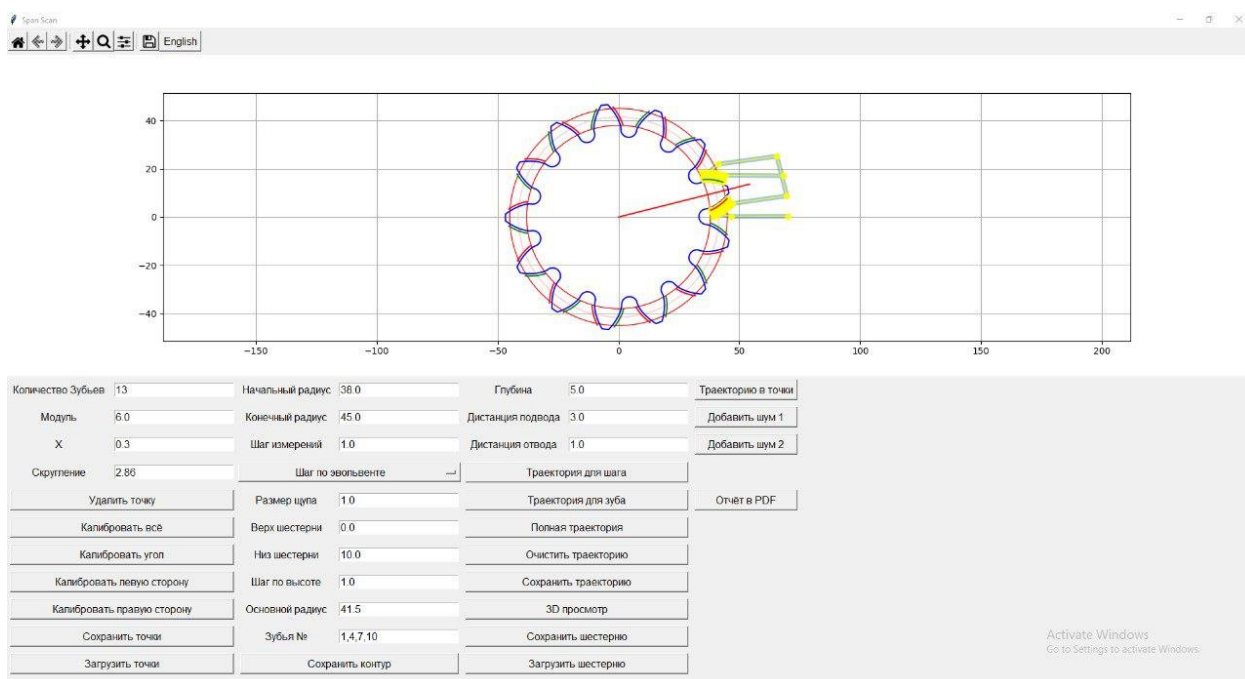 Span Scan
English
40
20
0
−20
−40
−150 −100 −50 0 50 100 150 200
Количество Зубьев 13 Начальный радиус 38.0 Глубина 5.0 Траекторию в точки
Модуль 6.0 Конечный радиус 45.0 Дистанция подвода 3.0 Добавить шум 1
X 0.3 Шаг измерений 1.0 Дистанция отвода 1.0 Добавить шум 2
Скругление 2.86 Шаг по эвольвенте Траектория для шага
Удалить точку Размер щупа 1.0 Траектория для зуба Отчёт в PDF
Калибровать всё Верх шестерни 0.0 Полная траектория
Калибровать угол Низ шестерни 10.0 Очистить траекторию
Калибровать левую сторону Шаг по высоте 1.0 Сохранить траекторию
Калибровать правую сторону Основной радиус 41.5 3D просмотр
Сохранить точки Зубья № 1,4,7,10 Сохранить шестерню
Загрузить точки Сохранить контур Загрузить шестерню
Activate Windows
Go to Settings to activate Windows.